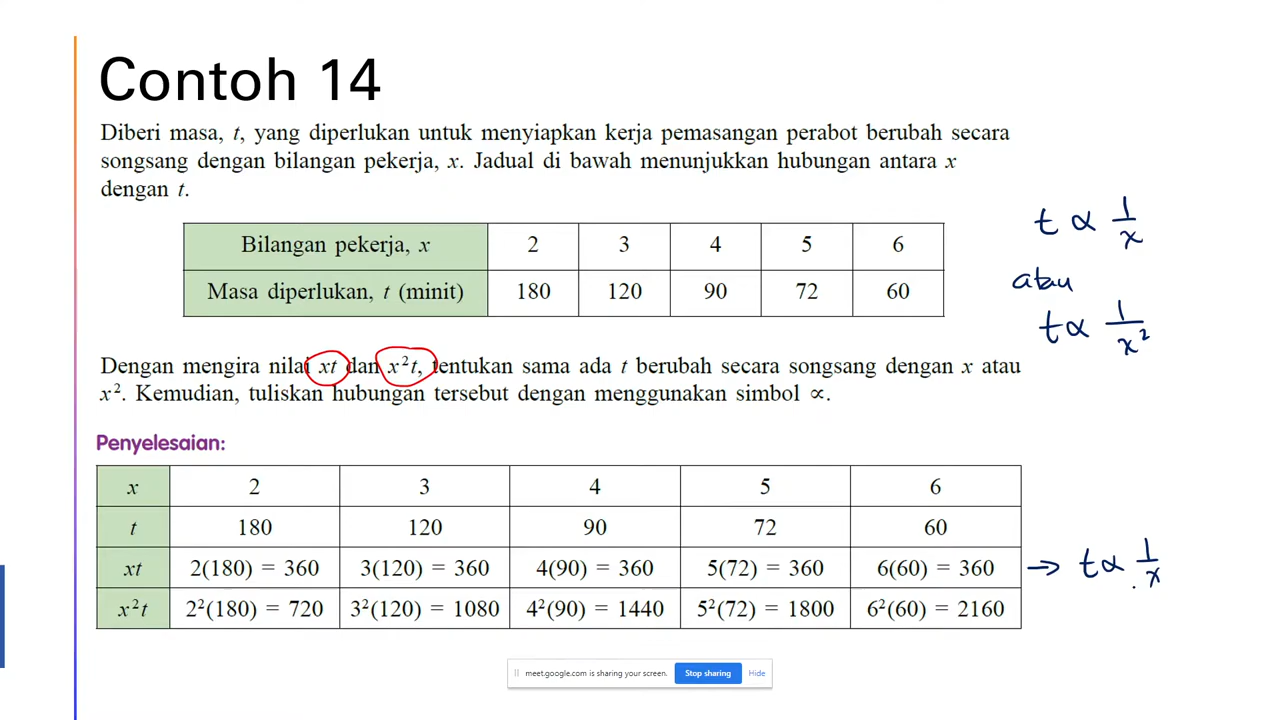 Contoh 14
Diberi masa, t, yang diperlukan untuk menyiapkan kerja pemasangan perabot berubah secara
songsang dengan bilangan pekerja, x. Jadual di bawah menunjukkan hubungan antara x
dengan t.
Bilangan pekerja, x 2 3 4 5 6
Masa diperlukan, t (minit) 180 120 90 72 60
t ∝ 1/x
atau
t ∝ 1/x²
Dengan mengira nilai xt dan x²t, tentukan sama ada t berubah secara songsang dengan x atau
x². Kemudian, tuliskan hubungan tersebut dengan menggunakan simbol ∝.
Penyelesaian:
x 2 3 4 5 6
t 180 120 90 72 60
xt 2(180) = 360 3(120) = 360 4(90) = 360 5(72) = 360 6(60) = 360 → t ∝ 1/x
x²t 2²(180) = 720 3²(120) = 1080 4²(90) = 1440 5²(72) = 1800 6²(60) = 2160
meet.google.com is sharing your screen. Stop sharing Hide